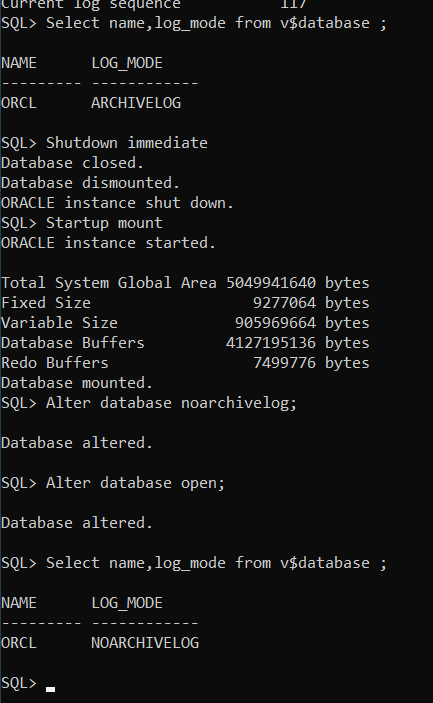 Current log sequence           117
SQL> Select name,log_mode from v$database ;
NAME      LOG_MODE
--------- ------------
ORCL      ARCHIVELOG
SQL> Shutdown immediate
Database closed.
Database dismounted.
ORACLE instance shut down.
SQL> Startup mount
ORACLE instance started.
Total System Global Area 5049941640 bytes
Fixed Size                  9277064 bytes
Variable Size             905969664 bytes
Database Buffers         4127195136 bytes
Redo Buffers                7499776 bytes
Database mounted.
SQL> Alter database noarchivelog;
Database altered.
SQL> Alter database open;
Database altered.
SQL> Select name,log_mode from v$database ;
NAME      LOG_MODE
--------- ------------
ORCL      NOARCHIVELOG
SQL>